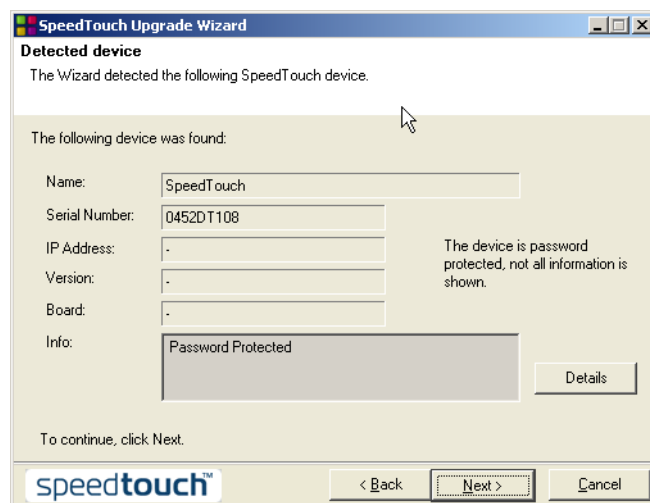 SpeedTouch Upgrade Wizard
Detected device
The Wizard detected the following SpeedTouch device.
The following device was found:
Name: SpeedTouch
Serial Number: 0452DT108
IP Address: -
The device is password
protected, not all information is
shown.
Version: -
Board: -
Info: Password Protected
Details
To continue, click Next.
speedtouch™ < Back Next > Cancel